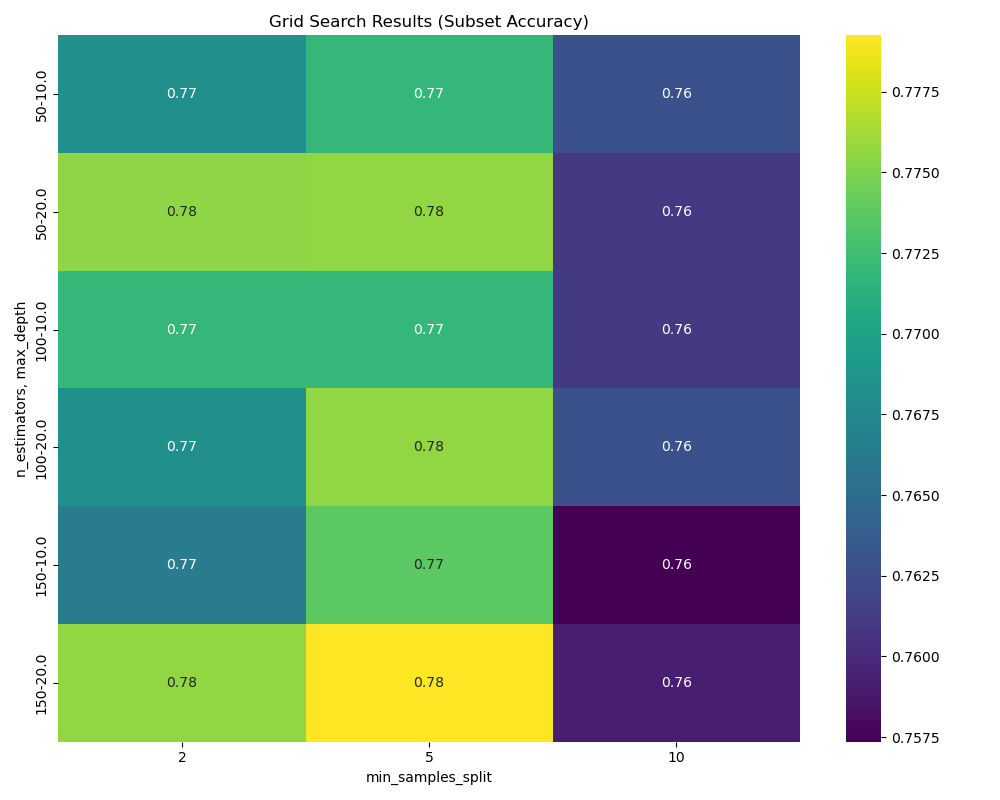 Grid Search Results (Subset Accuracy)
n_estimators, max_depth
50-10.0
0.77 0.77 0.76
50-20.0
0.78 0.78 0.76
100-10.0
0.77 0.77 0.76
100-20.0
0.77 0.78 0.76
150-10.0
0.77 0.77 0.76
150-20.0
0.78 0.78 0.76
2 5 10
min_samples_split
0.7775
0.7750
0.7725
0.7700
0.7675
0.7650
0.7625
0.7600
0.7575